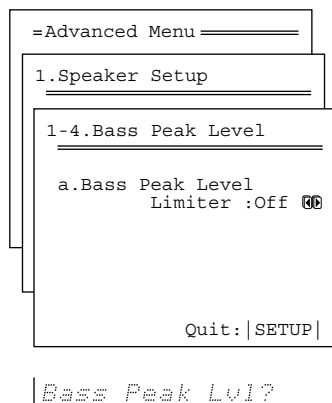 =Advanced Menu
1.Speaker Setup
1-4.Bass Peak Level
a.Bass Peak Level
Limiter :Off
Quit:|SETUP|
Bass Peak Lvl?